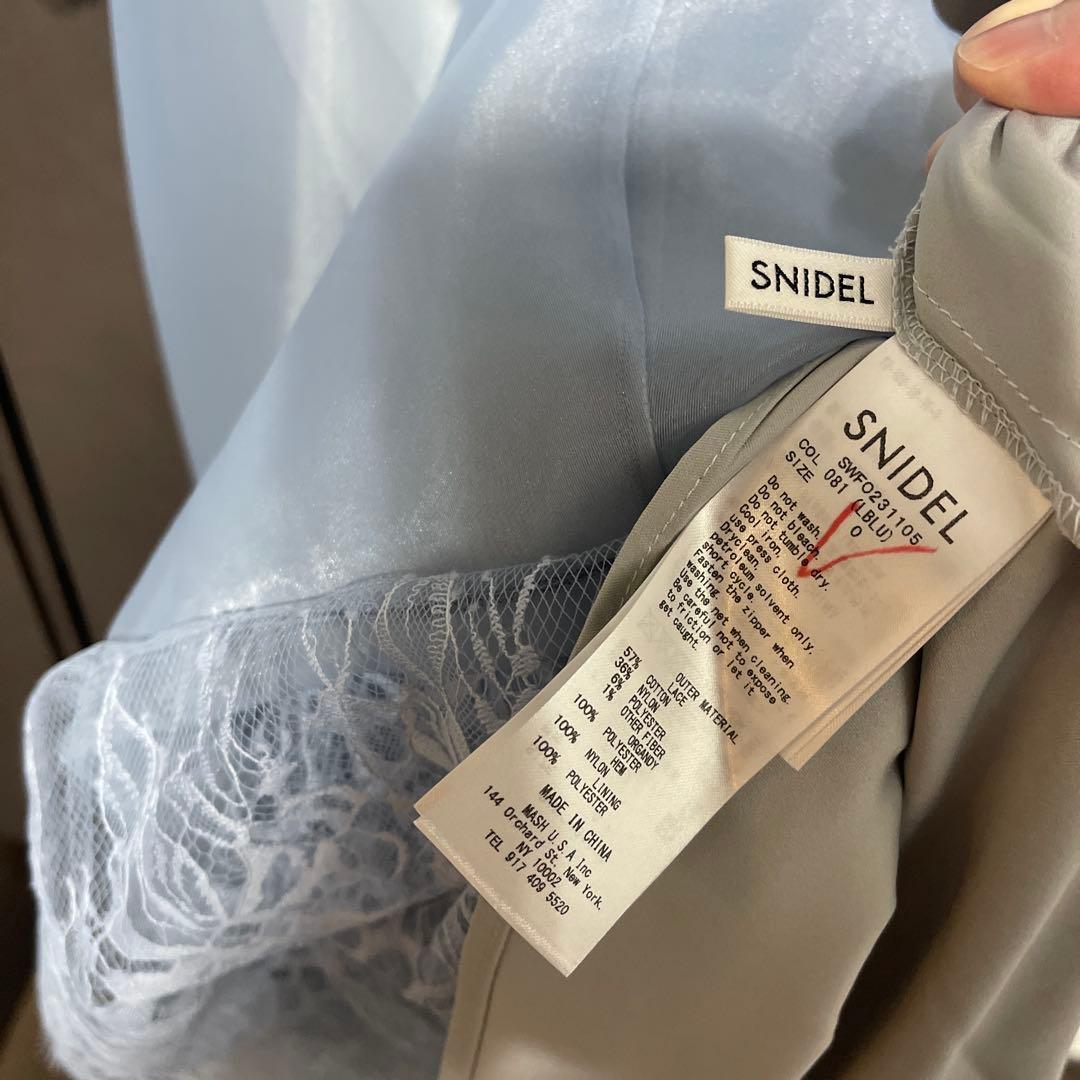 SNIDEL
SNIDEL
SWFO231105
COL 081 (LBLU)
SIZE 0
Do not wash.
Do not bleach.
Do not tumble dry.
Cool iron.
use press cloth.
Dryclean.
petroleum solvent only.
short cycle.
Fasten the zipper when
washing.
Use the net when cleaning.
Be careful not to expose
to friction or let it
get caught.
OUTER MATERIAL
LACE
57% COTTON
36% NYLON
6% POLYESTER
1% OTHER FIBER
ORGANDY
100% POLYESTER
HEM
100% NYLON
LINING
100% POLYESTER
MADE IN CHINA
MASH U.S.A Inc
144 Orchard St. New York.
NY 10002
TEL 917 409 5520